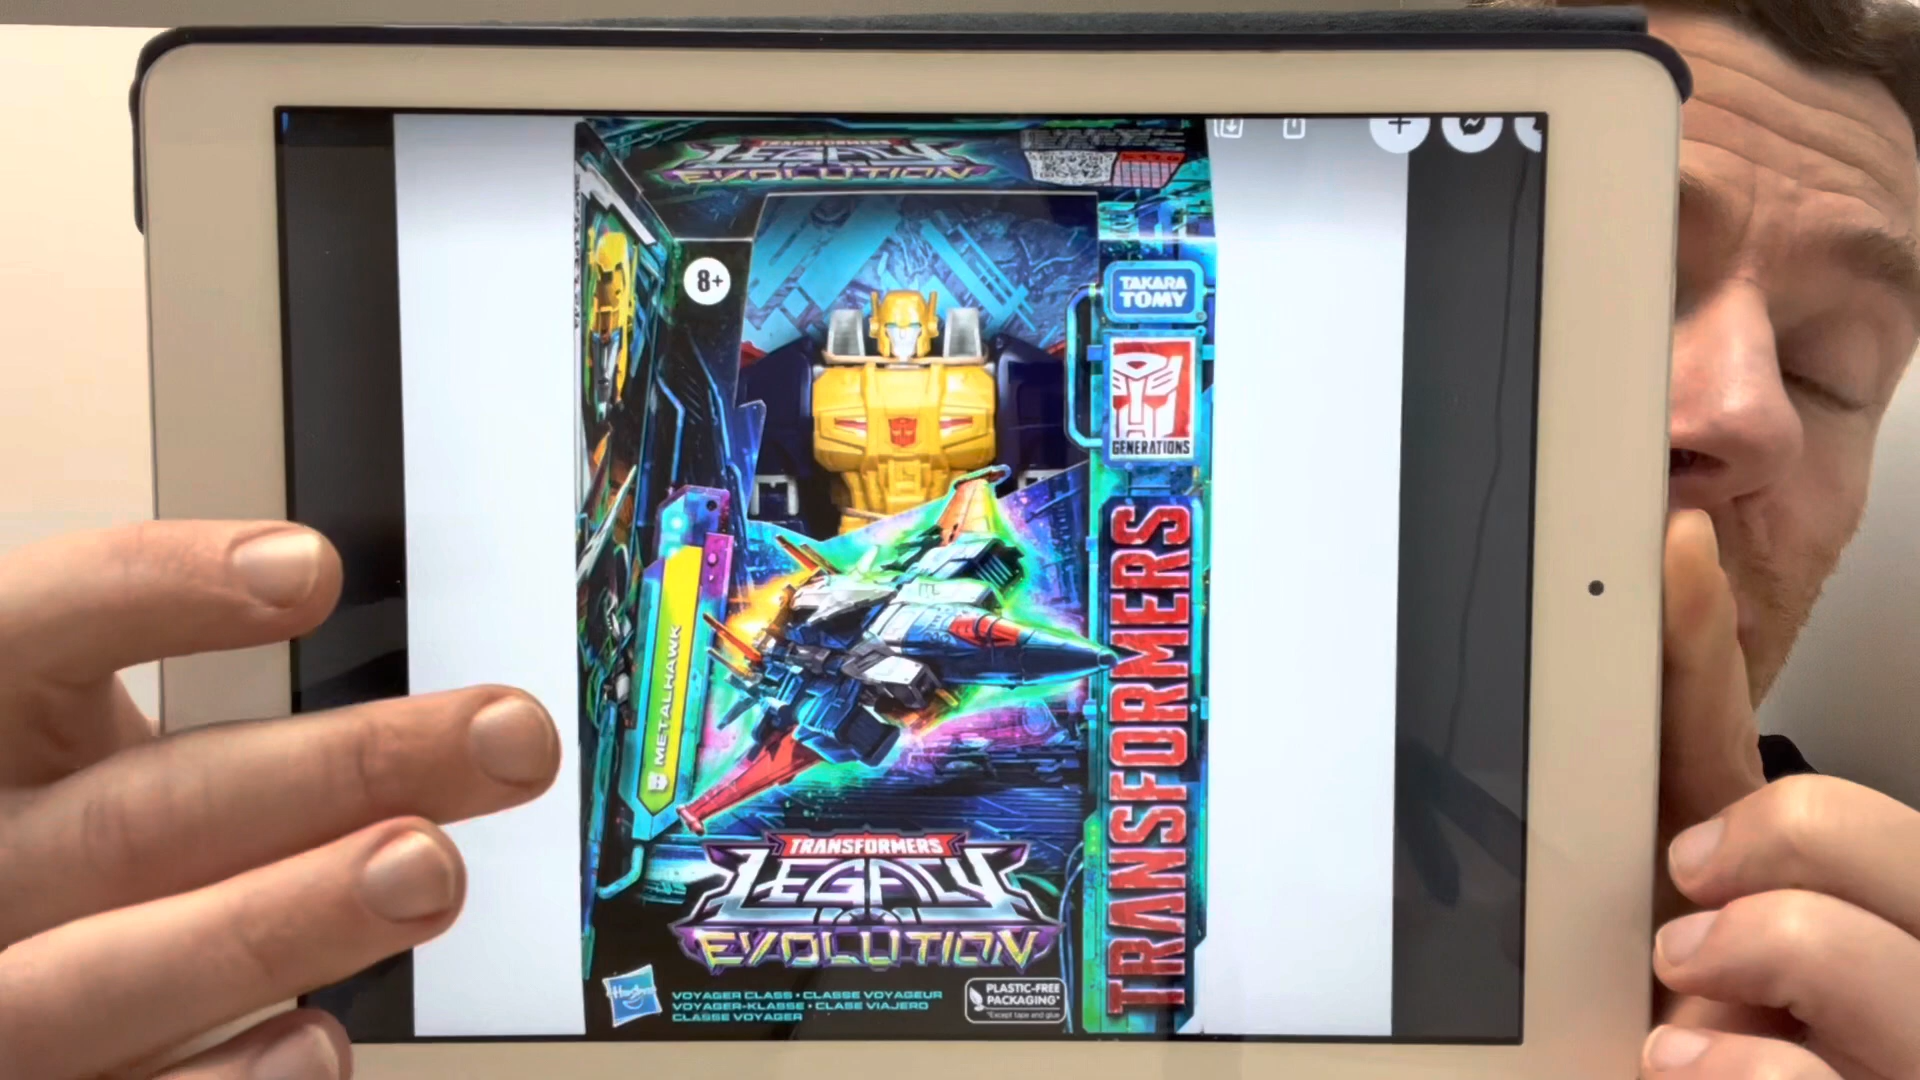 TRANSFORMERS
LEGACY
EVOLUTION
8+
TAKARA
TOMY
GENERATIONS
TRANSFORMERS
METALHAWK
TRANSFORMERS
LEGACY
EVOLUTION
Hasbro
VOYAGER CLASS • CLASSE VOYAGEUR
VOYAGER-KLASSE • CLASE VIAJERO
CLASSE VOYAGER
PLASTIC-FREE
PACKAGING*
*Except tape and glue